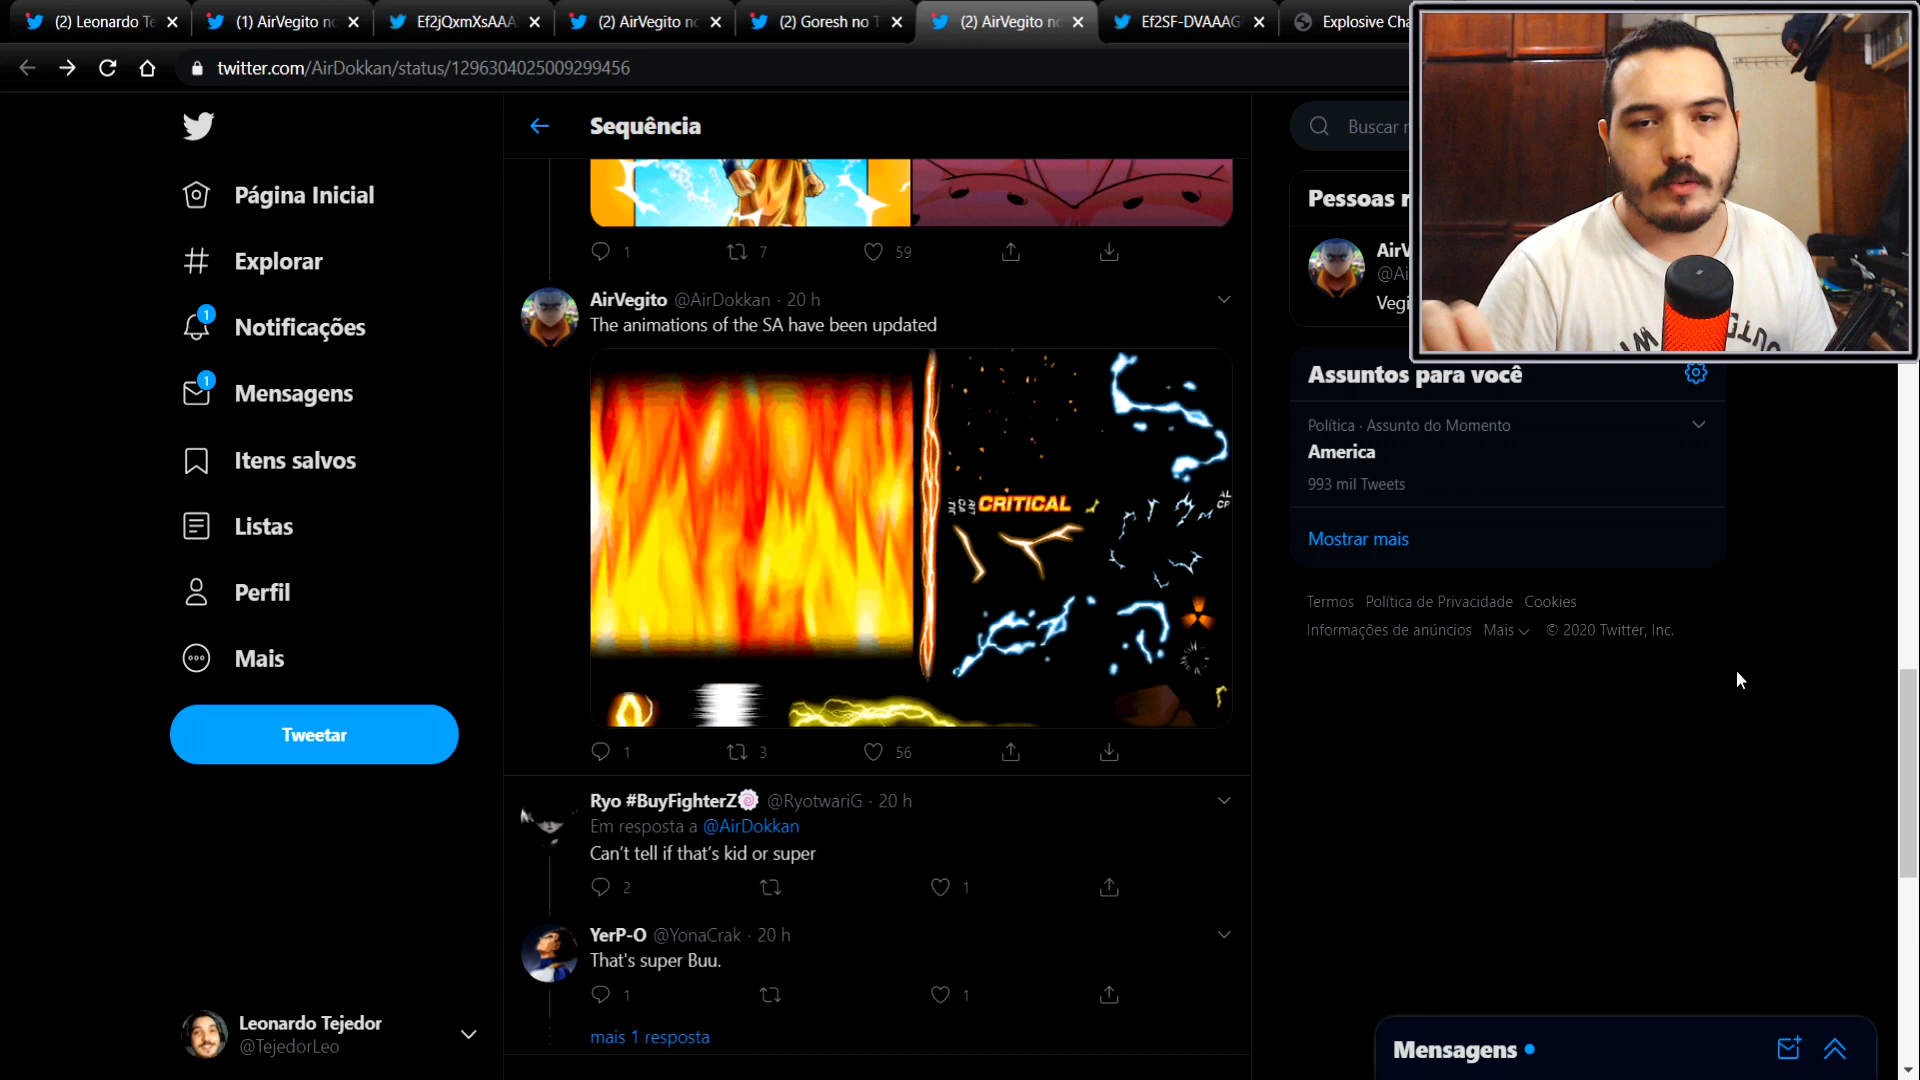 (2) Leonardo Te
(1) AirVegito no
Ef2jQxmXsAAA
(2) AirVegito no
(2) Goresh no T
(2) AirVegito no
Ef2SF-DVAAAG
Explosive Cha
twitter.com/AirDokkan/status/1296304025009299456
Sequência
Buscar n
Página Inicial
Explorar
1
Notificações
1
Mensagens
Itens salvos
Listas
Perfil
Mais
Tweetar
Leonardo Tejedor
@TejedorLeo
1
7
59
AirVegito @AirDokkan · 20 h
The animations of the SA have been updated
CRITICAL
1
3
56
Ryo #BuyFighterZ🍥 @RyotwariG · 20 h
Em resposta a @AirDokkan
Can't tell if that's kid or super
2
1
YerP-O @YonaCrak · 20 h
That's super Buu.
1
1
mais 1 resposta
Pessoas r
AirV
@Ai
Vegi
Assuntos para você
Política · Assunto do Momento
America
993 mil Tweets
Mostrar mais
Termos Política de Privacidade Cookies
Informações de anúncios Mais © 2020 Twitter, Inc.
Mensagens